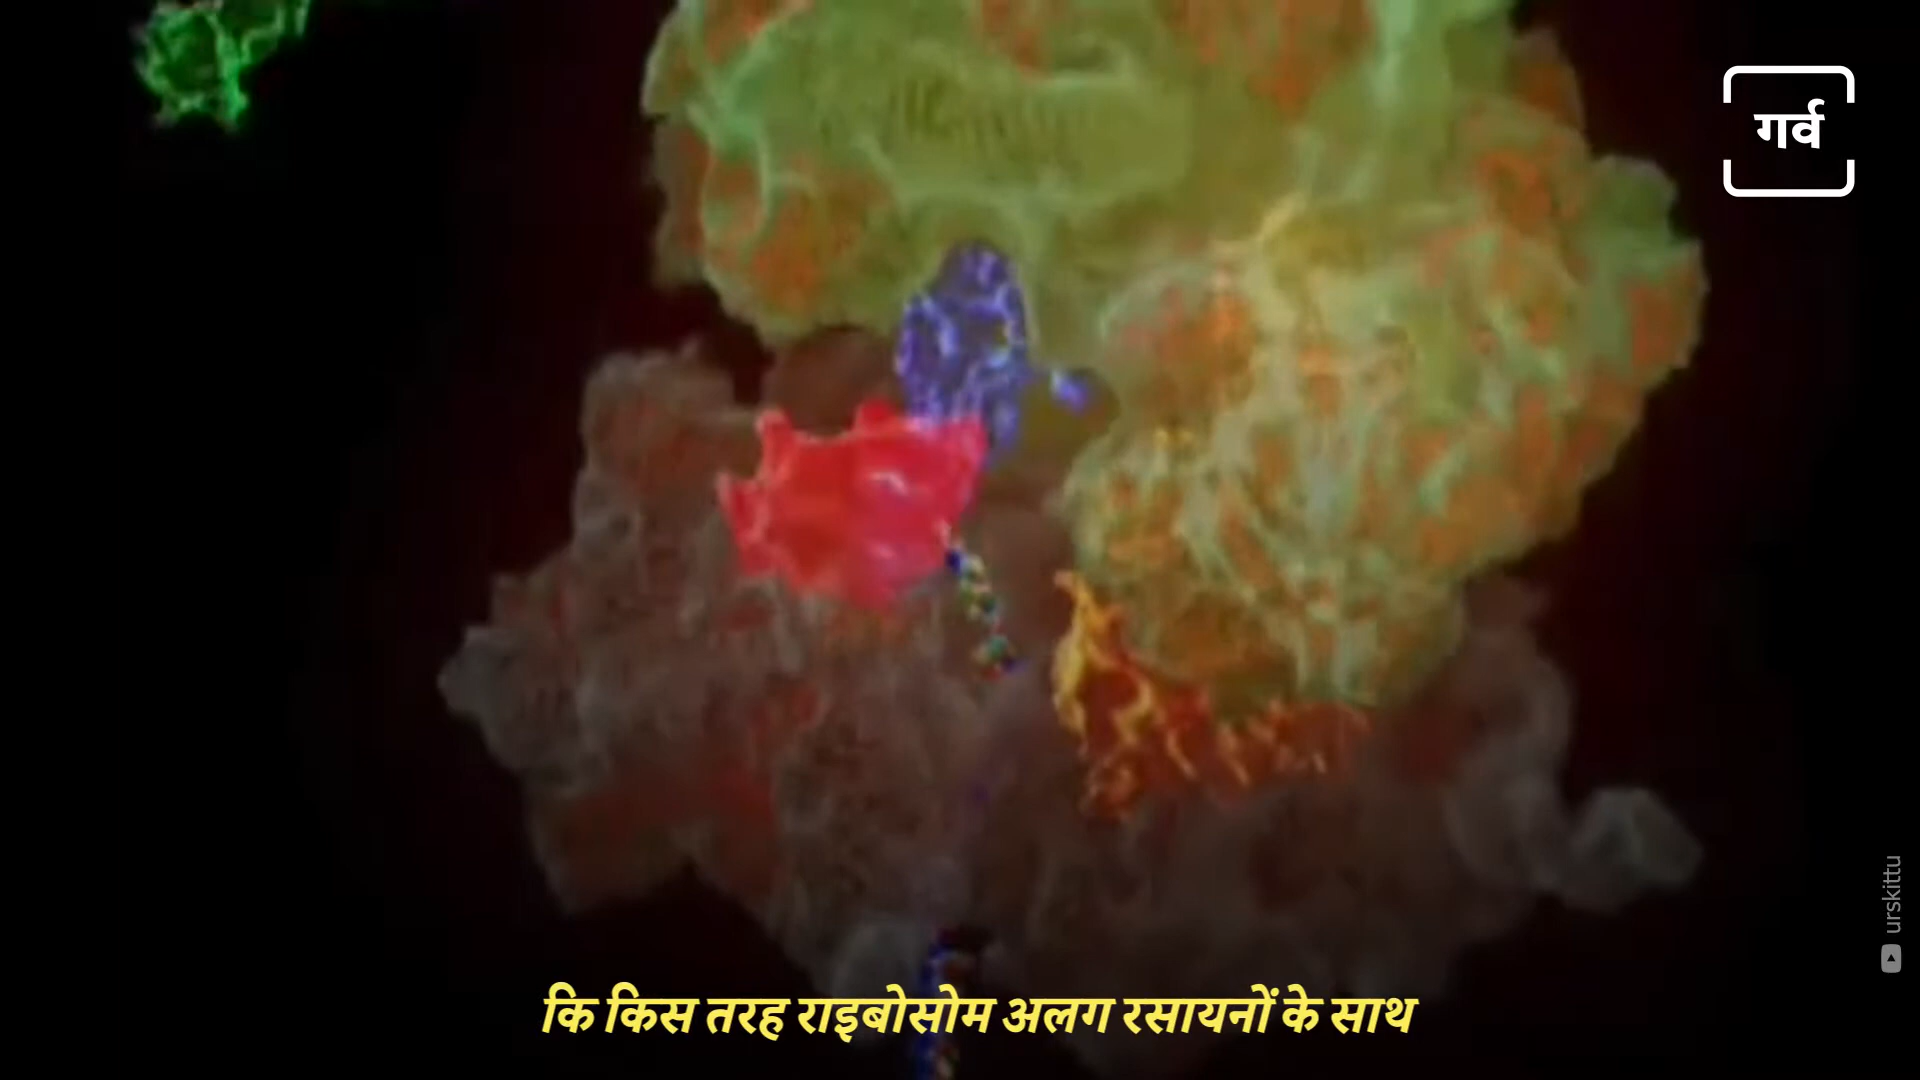 गर्व
urskittu
कि किस तरह राइबोसोम अलग रसायनों के साथ